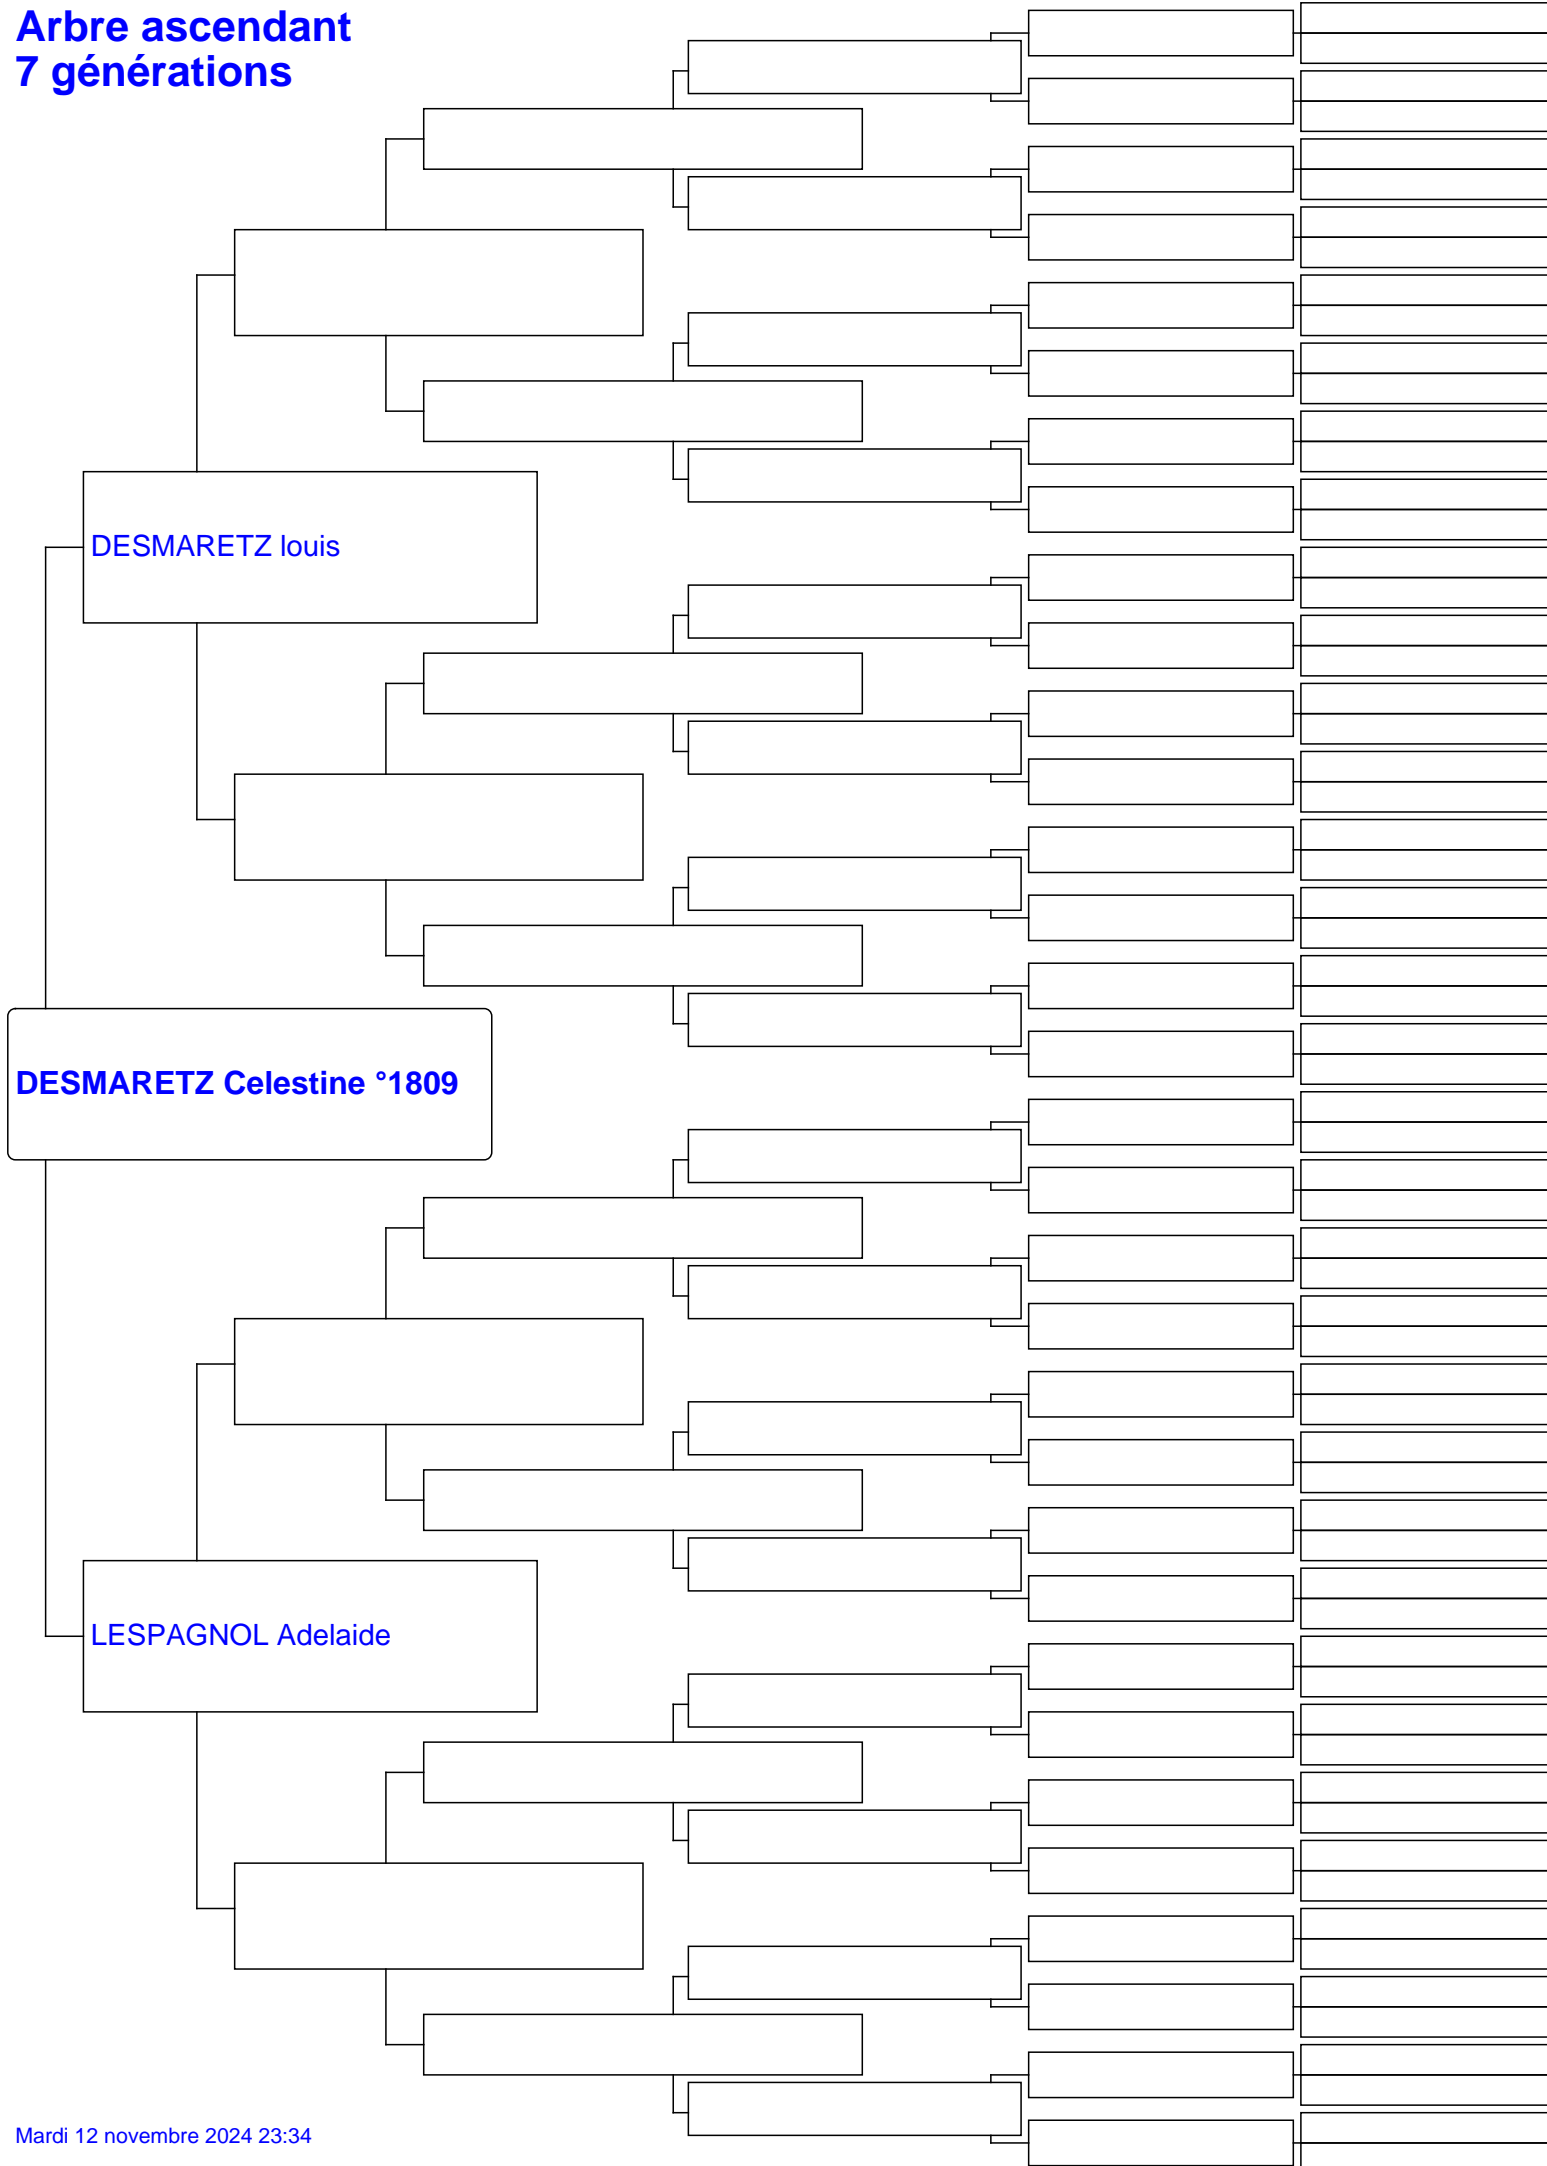 Arbre ascendant
7 générations
DESMARETZ louis
DESMARETZ Celestine °1809
LESPAGNOL Adelaide
Mardi 12 novembre 2024 23:34